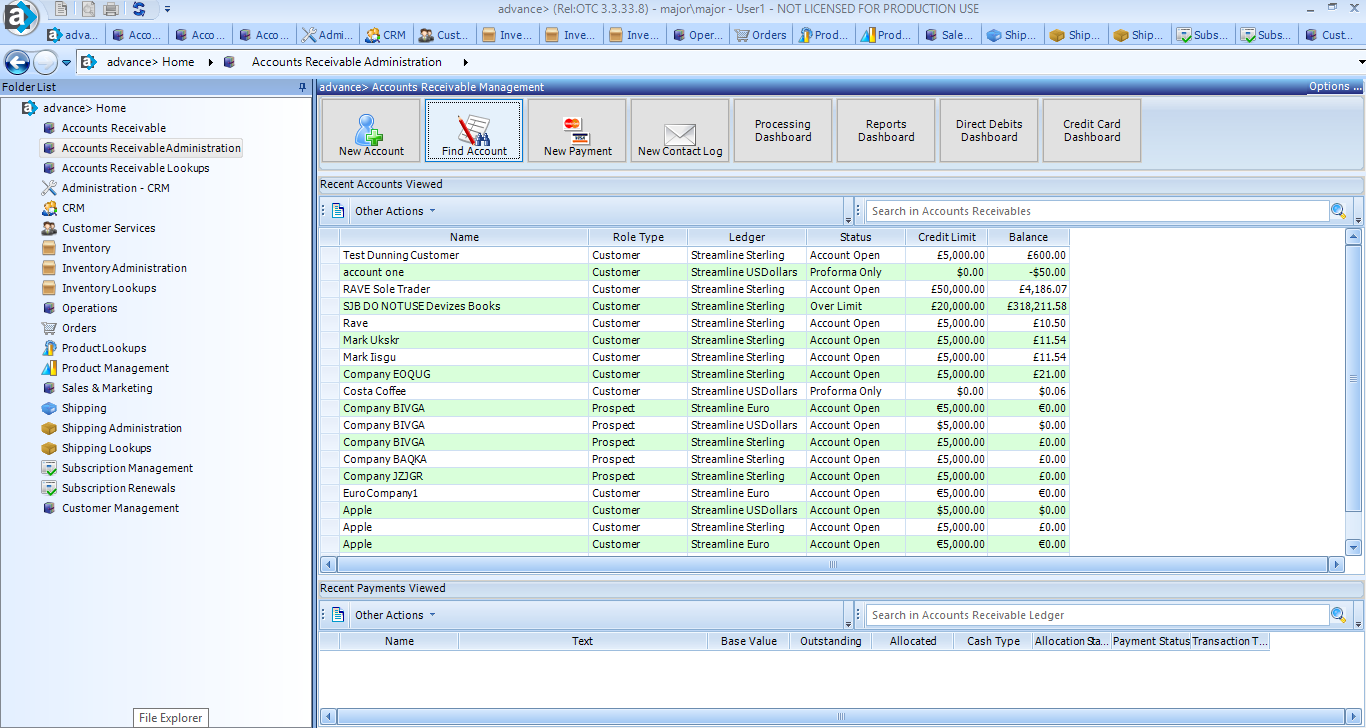 advance> (Rel:OTC 3.3.33.8) - major\major - User1 - NOT LICENSED FOR PRODUCTION USE
adva... Acco... Acco... Acco... Admi... CRM Cust... Inve... Inve... Inve... Oper... Orders Prod... Prod... Sale... Ship... Ship... Ship... Subs... Subs... Cust...
advance> Home Accounts Receivable Administration
Folder List
advance> Home
Accounts Receivable
Accounts Receivable Administration
Accounts Receivable Lookups
Administration - CRM
CRM
Customer Services
Inventory
Inventory Administration
Inventory Lookups
Operations
Orders
Product Lookups
Product Management
Sales & Marketing
Shipping
Shipping Administration
Shipping Lookups
Subscription Management
Subscription Renewals
Customer Management
advance> Accounts Receivable Management Options ...
New Account
Find Account
New Payment
New Contact Log
Processing
Dashboard
Reports
Dashboard
Direct Debits
Dashboard
Credit Card
Dashboard
Recent Accounts Viewed
Other Actions Search in Accounts Receivables
Name Role Type Ledger Status Credit Limit Balance
Test Dunning Customer Customer Streamline Sterling Account Open £5,000.00 £600.00
account one Customer Streamline USDollars Proforma Only $0.00 -$50.00
RAVE Sole Trader Customer Streamline Sterling Account Open £50,000.00 £4,186.07
SJB DO NOTUSE Devizes Books Customer Streamline Sterling Over Limit £20,000.00 £318,211.58
Rave Customer Streamline Sterling Account Open £5,000.00 £10.50
Mark Ukskr Customer Streamline Sterling Account Open £5,000.00 £11.54
Mark Iisgu Customer Streamline Sterling Account Open £5,000.00 £11.54
Company EOQUG Customer Streamline Sterling Account Open £5,000.00 £21.00
Costa Coffee Customer Streamline USDollars Proforma Only $0.00 $0.06
Company BIVGA Prospect Streamline Euro Account Open €5,000.00 €0.00
Company BIVGA Prospect Streamline USDollars Account Open $5,000.00 $0.00
Company BIVGA Prospect Streamline Sterling Account Open £5,000.00 £0.00
Company BAQKA Prospect Streamline Sterling Account Open £5,000.00 £0.00
Company JZJGR Prospect Streamline Sterling Account Open £5,000.00 £0.00
EuroCompany1 Customer Streamline Euro Account Open €5,000.00 €0.00
Apple Customer Streamline USDollars Account Open $5,000.00 $0.00
Apple Customer Streamline Sterling Account Open £5,000.00 £0.00
Apple Customer Streamline Euro Account Open €5,000.00 €0.00
Recent Payments Viewed
Other Actions Search in Accounts Receivable Ledger
Name Text Base Value Outstanding Allocated Cash Type Allocation Sta... Payment Status Transaction T...
File Explorer